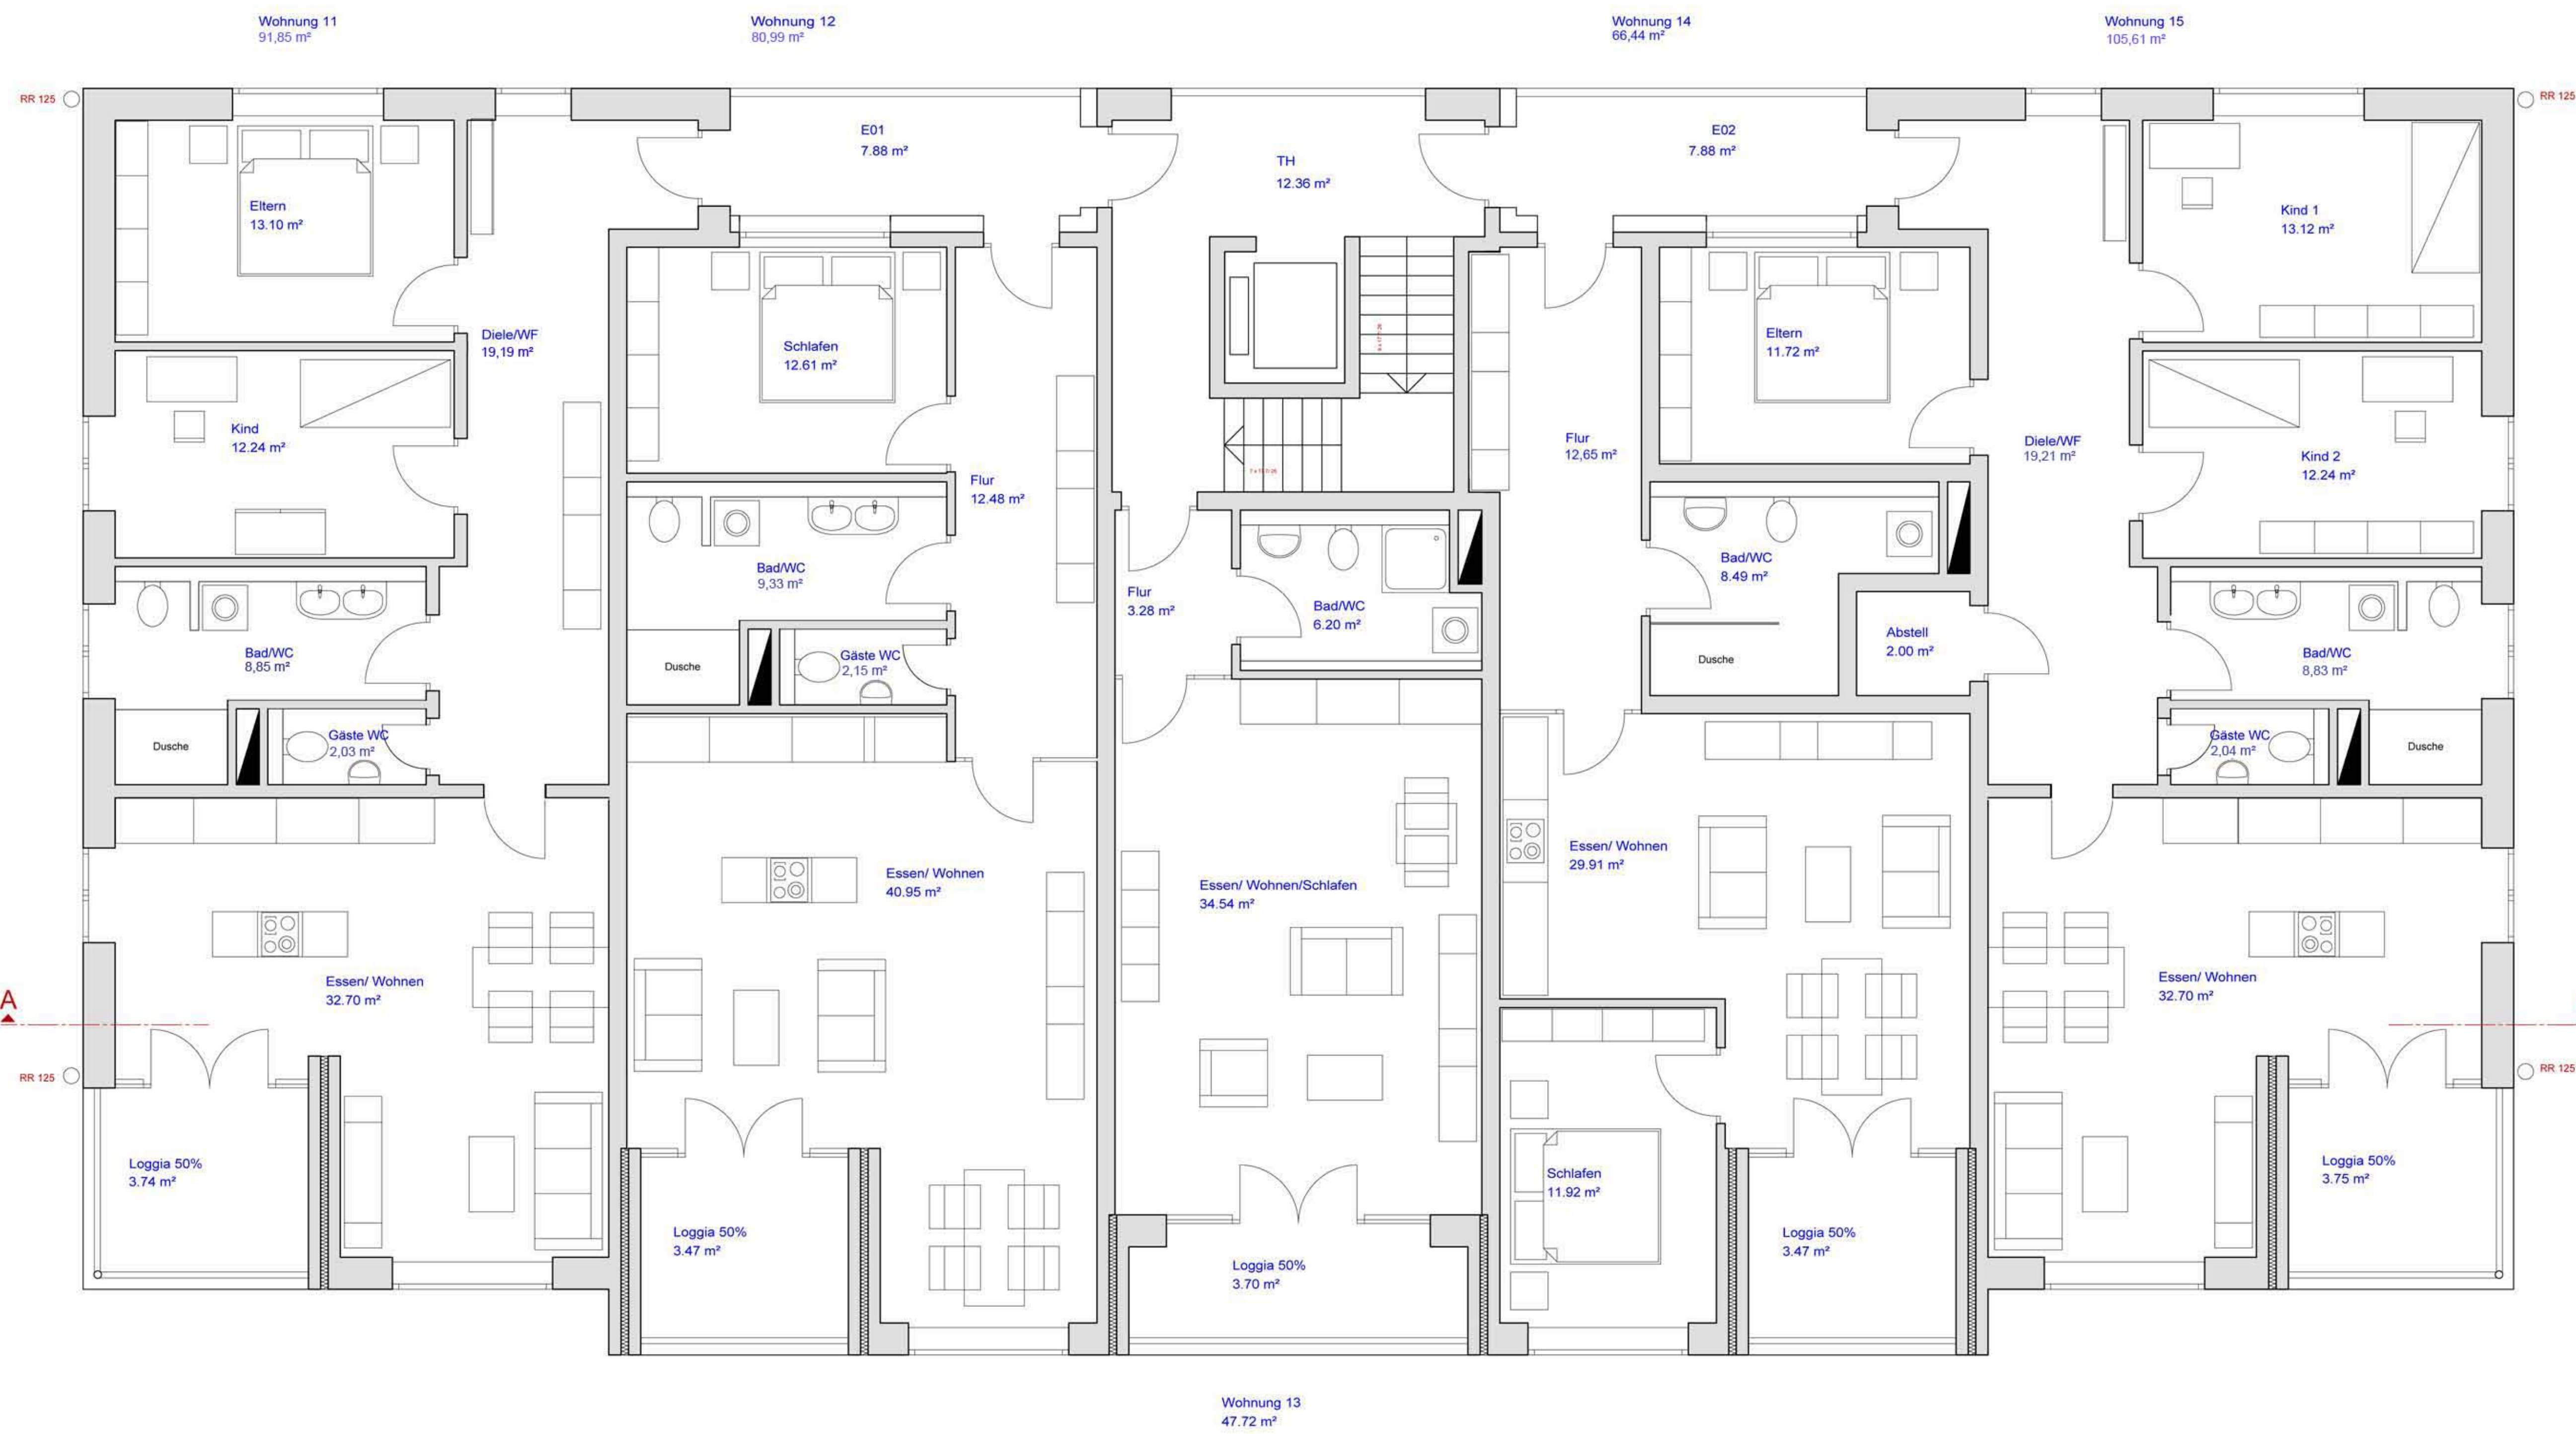 Wohnung 11
91,85 m²
Wohnung 12
80,99 m²
Wohnung 14
66,44 m²
Wohnung 15
105,61 m²
RR 125
RR 125
E01
7.88 m²
TH
12.36 m²
E02
7.88 m²
Eltern
13.10 m²
Kind 1
13.12 m²
Diele/WF
19,19 m²
Schlafen
12.61 m²
Eltern
11.72 m²
Kind
12.24 m²
Flur
12.48 m²
Flur
12,65 m²
Diele/WF
19,21 m²
Kind 2
12.24 m²
Bad/WC
9,33 m²
Flur
3.28 m²
Bad/WC
6.20 m²
Bad/WC
8.49 m²
Abstell
2.00 m²
Bad/WC
8,85 m²
Dusche
Gäste WC
2,15 m²
Dusche
Bad/WC
8,83 m²
Dusche
Gäste WC
2,03 m²
Gäste WC
2,04 m²
Dusche
Essen/ Wohnen
40.95 m²
Essen/ Wohnen/Schlafen
34.54 m²
Essen/ Wohnen
29.91 m²
Essen/ Wohnen
32.70 m²
Essen/ Wohnen
32.70 m²
A
RR 125
RR 125
Loggia 50%
3.74 m²
Loggia 50%
3.47 m²
Loggia 50%
3.70 m²
Schlafen
11.92 m²
Loggia 50%
3.47 m²
Loggia 50%
3.75 m²
Wohnung 13
47.72 m²